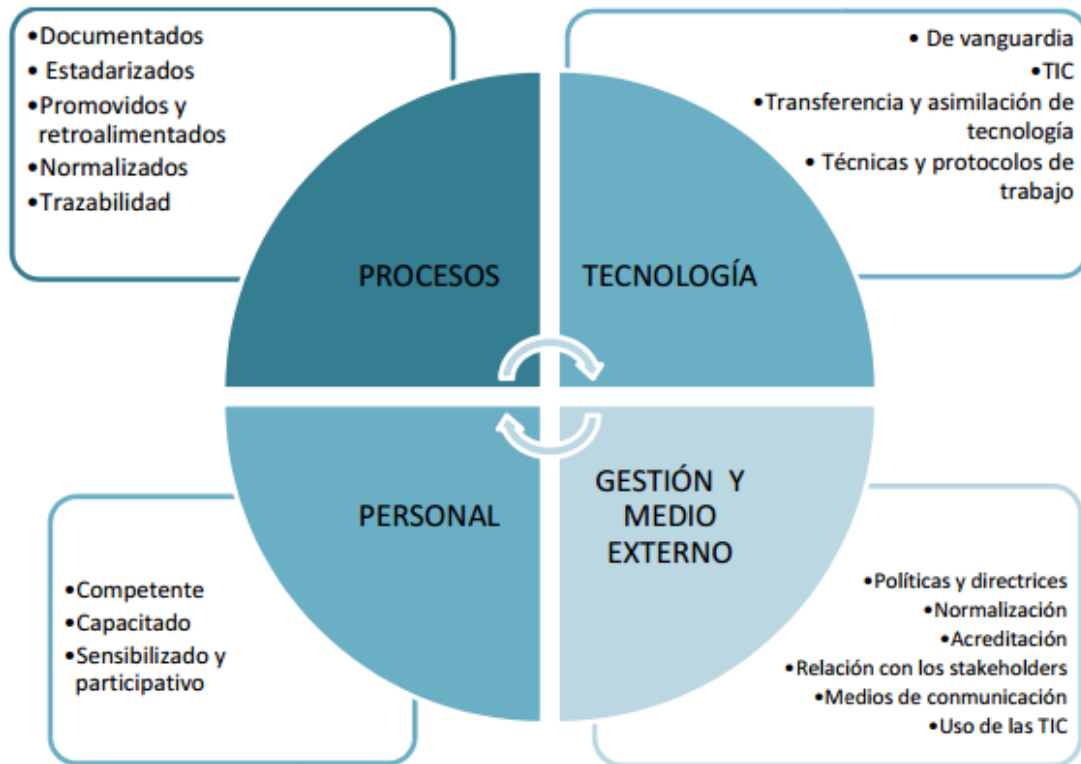 •Documentados
• Estadarizados
•Promovidos y
retroalimentados
•Normalizados
•Trazabilidad
• De vanguardia
•TIC
•Transferencia y asimilación de
tecnología
• Técnicas y protocolos de
trabajo
PROCESOS
TECNOLOGÍA
PERSONAL
GESTIÓN Y
MEDIO
EXTERNO
•Competente
•Capacitado
•Sensibilizado y
participativo
•Políticas y directrices
•Normalización
•Acreditación
•Relación con los stakeholders
•Medios de conmunicación
•Uso de las TIC